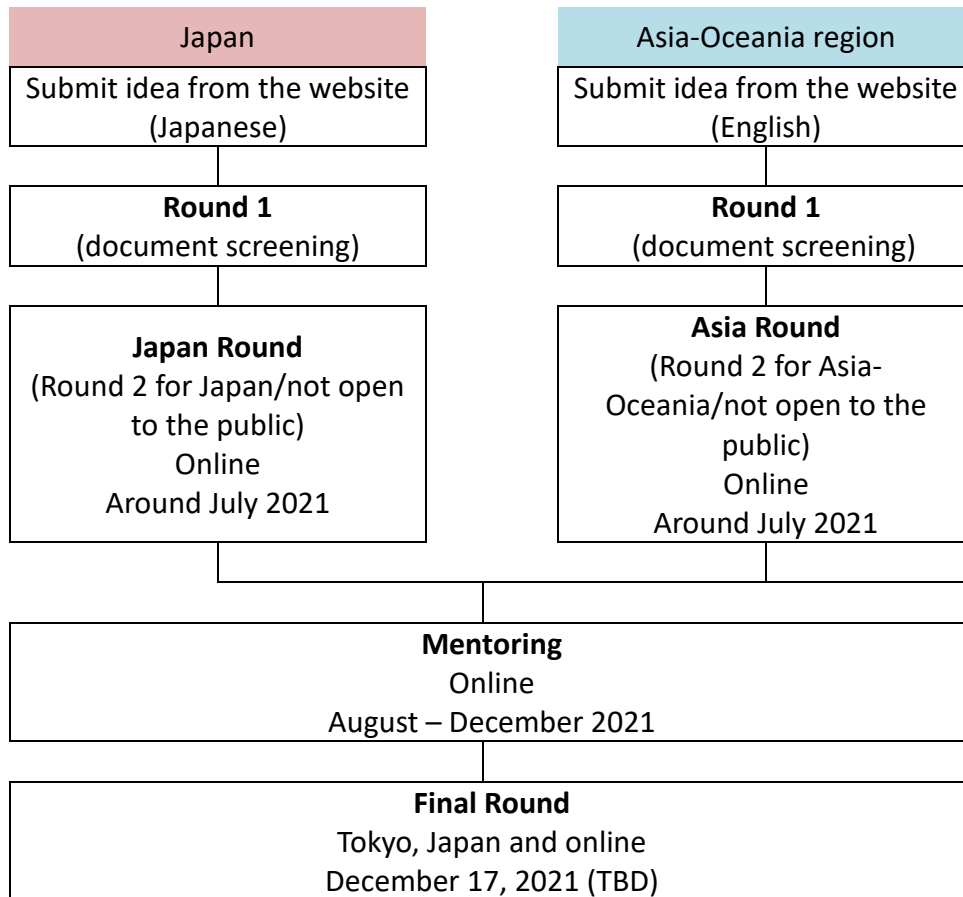 Japan
Submit idea from the website
(Japanese)
Round 1
(document screening)
Japan Round
(Round 2 for Japan/not open
to the public)
Online
Around July 2021
Asia-Oceania region
Submit idea from the website
(English)
Round 1
(document screening)
Asia Round
(Round 2 for Asia-
Oceania/not open to the
public)
Online
Around July 2021
Mentoring
Online
August – December 2021
Final Round
Tokyo, Japan and online
December 17, 2021 (TBD)